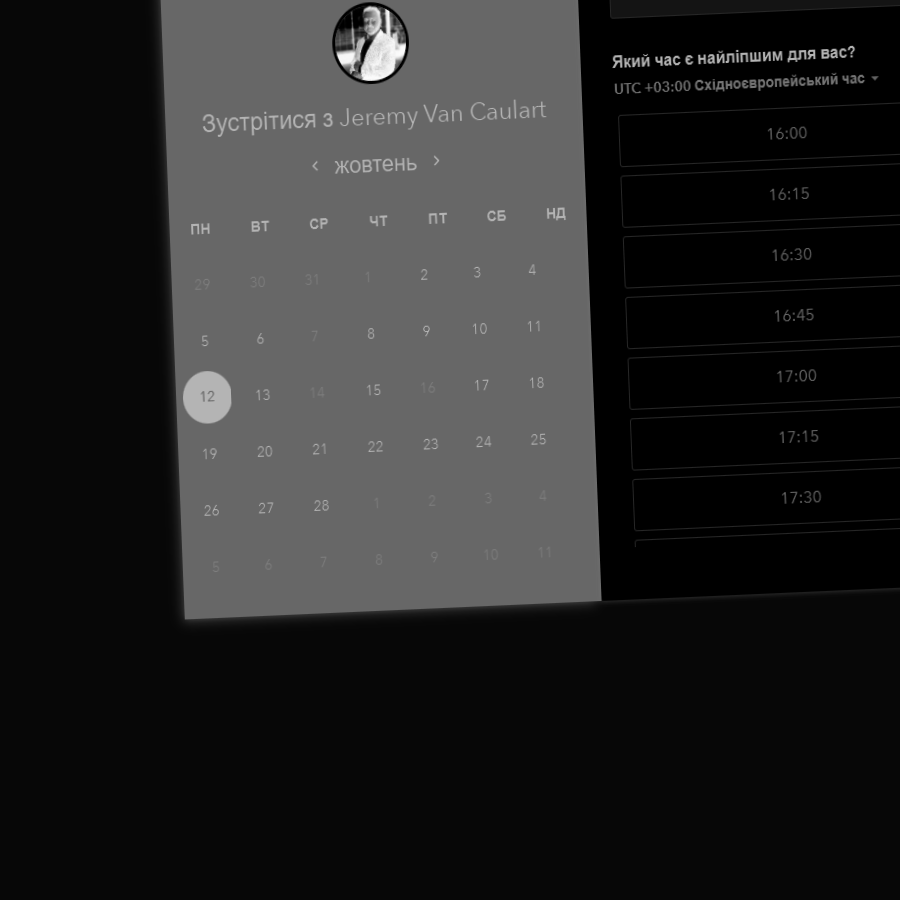 Зустрітися з Jeremy Van Caulart
‹ жовтень ›
ПН ВТ СР ЧТ ПТ СБ НД
29 30 31 1 2 3 4
5 6 7 8 9 10 11
12 13 14 15 16 17 18
19 20 21 22 23 24 25
26 27 28 1 2 3 4
5 6 7 8 9 10 11
Який час є найліпшим для вас?
UTC +03:00 Східноєвропейський час
16:00
16:15
16:30
16:45
17:00
17:15
17:30